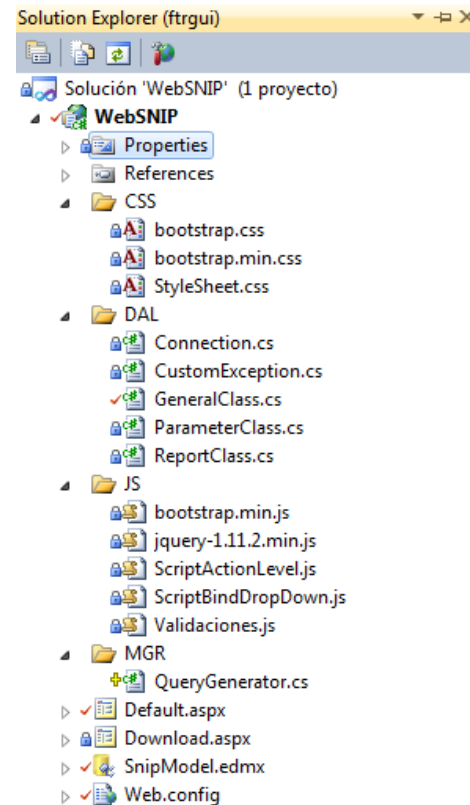 Solution Explorer (ftrgui)
Solución 'WebSNIP' (1 proyecto)
WebSNIP
Properties
References
CSS
bootstrap.css
bootstrap.min.css
StyleSheet.css
DAL
Connection.cs
CustomException.cs
GeneralClass.cs
ParameterClass.cs
ReportClass.cs
JS
bootstrap.min.js
jquery-1.11.2.min.js
ScriptActionLevel.js
ScriptBindDropDown.js
Validaciones.js
MGR
QueryGenerator.cs
Default.aspx
Download.aspx
SnipModel.edmx
Web.config